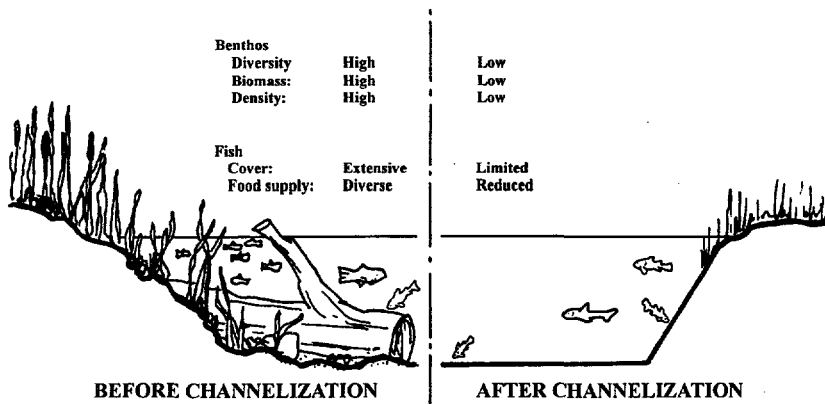 Benthos
Diversity High Low
Biomass: High Low
Density: High Low
Fish
Cover: Extensive Limited
Food supply: Diverse Reduced
BEFORE CHANNELIZATION AFTER CHANNELIZATION